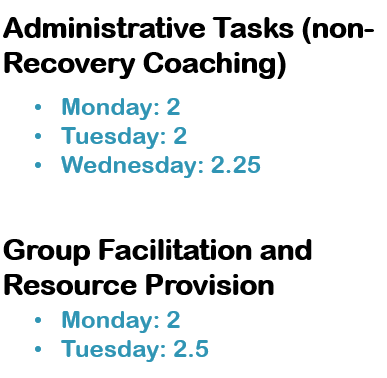 Administrative Tasks (non-
Recovery Coaching)
• Monday: 2
• Tuesday: 2
• Wednesday: 2.25
Group Facilitation and
Resource Provision
• Monday: 2
• Tuesday: 2.5